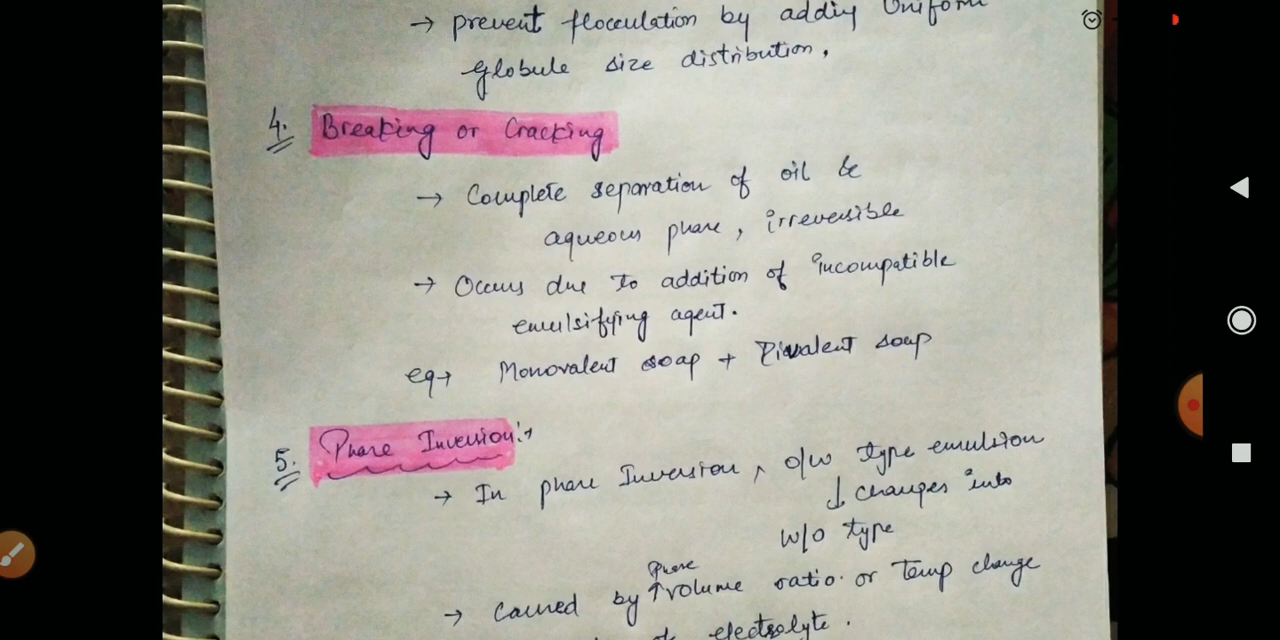 → prevent flocculation by adding Uniform
globule size distribution.
4. Breaking or Cracking
→ Complete separation of oil &
aqueous phase, irreversible
→ Occurs due to addition of incompatible
emulsifying agent.
eg→ Monovalent soap + Divalent soap
5. Phase Inversion:→
→ In phase Inversion, o/w type emulsion
↓ changes into
w/o type
Phase
→ Caused by ↑volume ratio. or Temp change
of electrolyte.